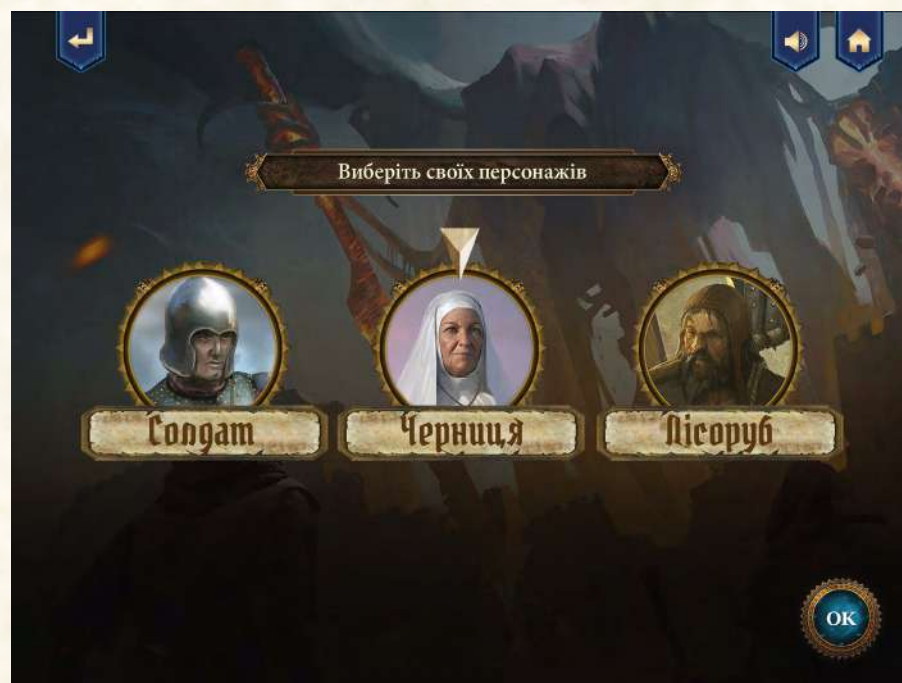 Виберіть своїх персонажів
Солдат
Черниця
Лісоруб
OK